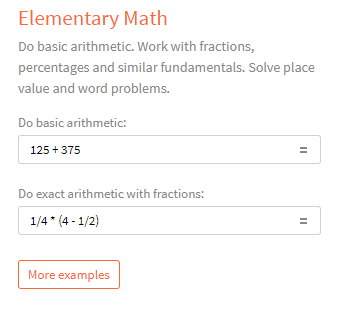 Elementary Math
Do basic arithmetic. Work with fractions,
percentages and similar fundamentals. Solve place
value and word problems.
Do basic arithmetic:
125 + 375 =
Do exact arithmetic with fractions:
1/4 * (4 - 1/2) =
More examples